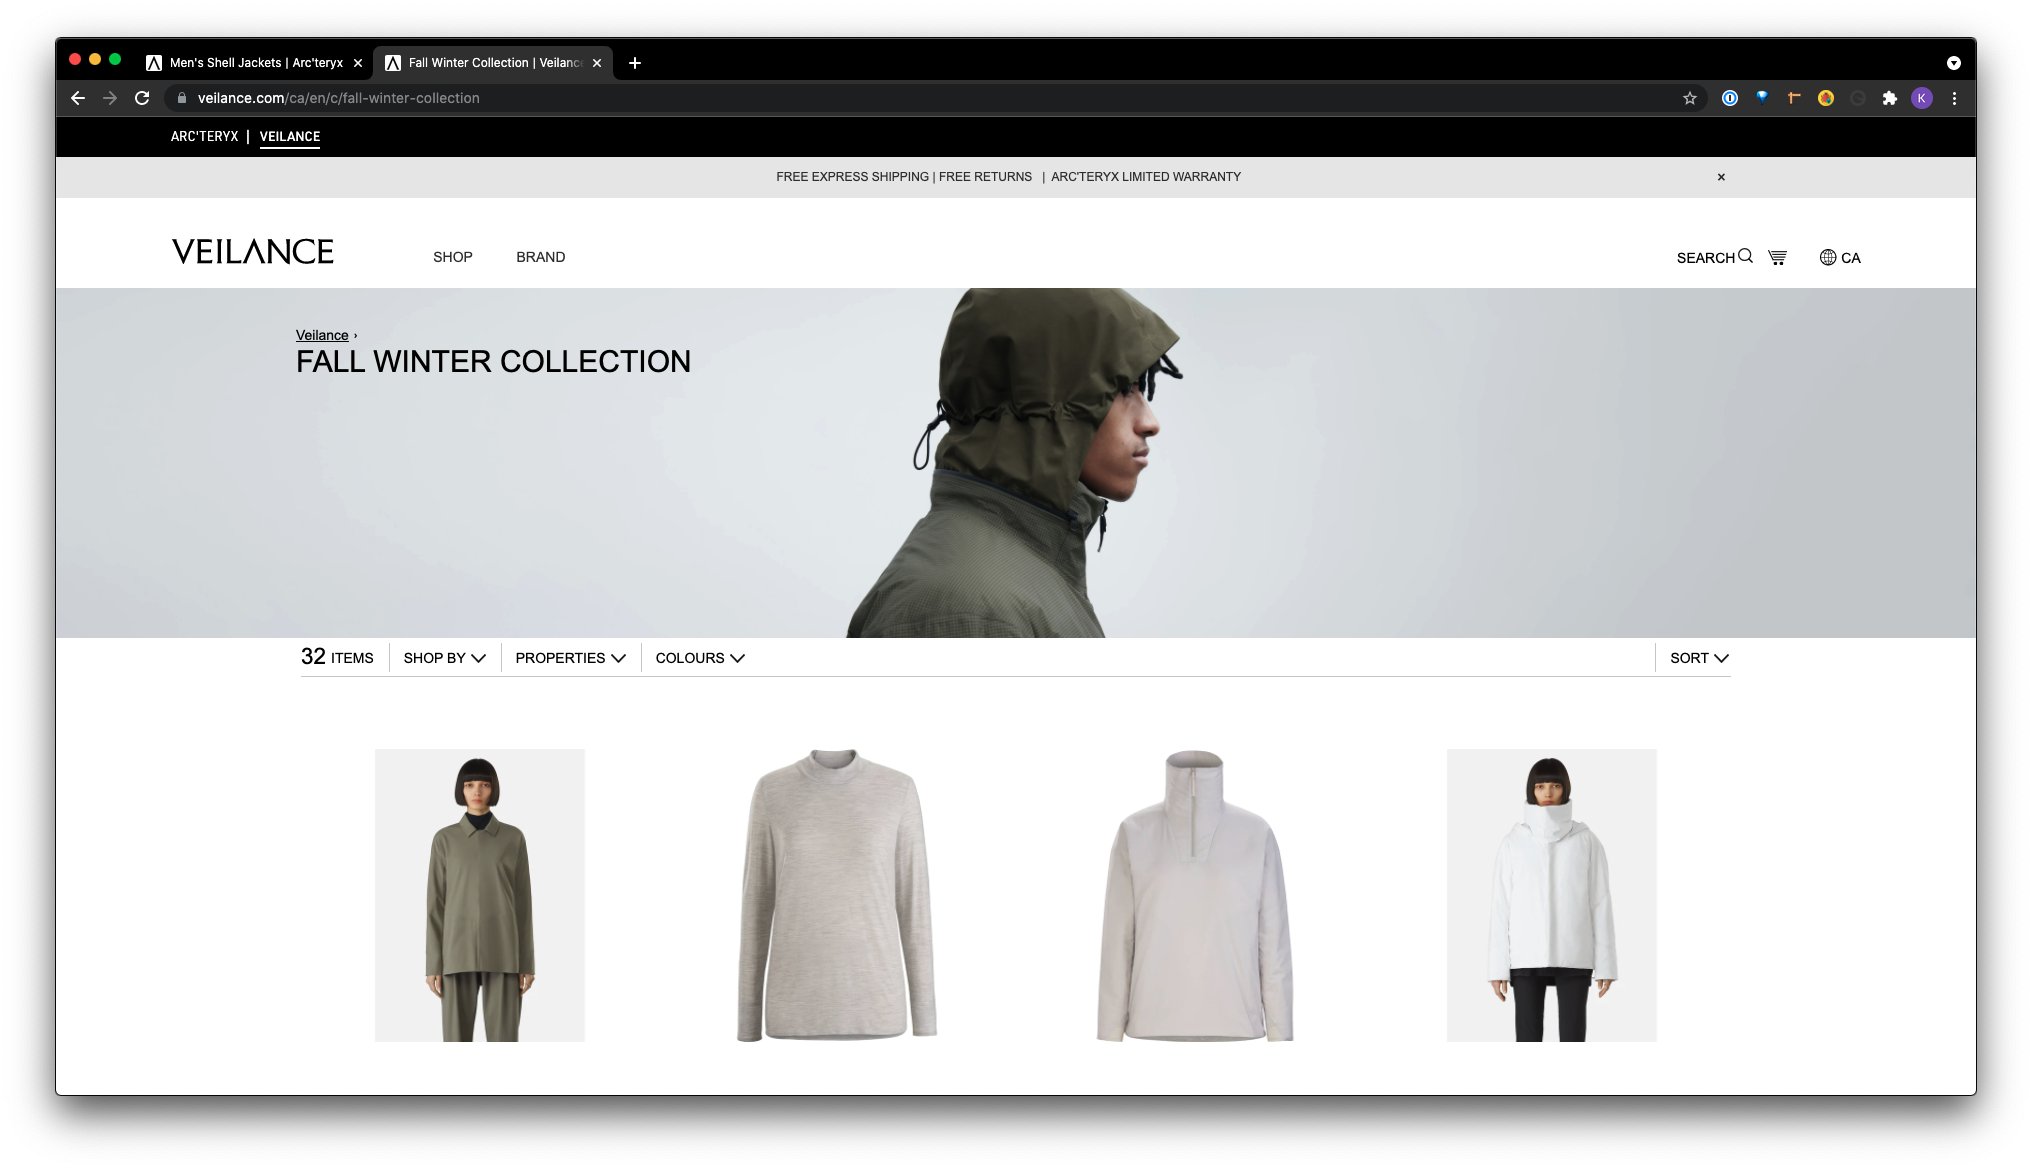 Men's Shell Jackets | Arc'teryx
Fall Winter Collection | Veilance
veilance.com/ca/en/c/fall-winter-collection
K
ARC'TERYX | VEILANCE
FREE EXPRESS SHIPPING | FREE RETURNS | ARC'TERYX LIMITED WARRANTY
VEILANCE
SHOP
BRAND
SEARCH
CA
Veilance ›
FALL WINTER COLLECTION
32 ITEMS
SHOP BY
PROPERTIES
COLOURS
SORT